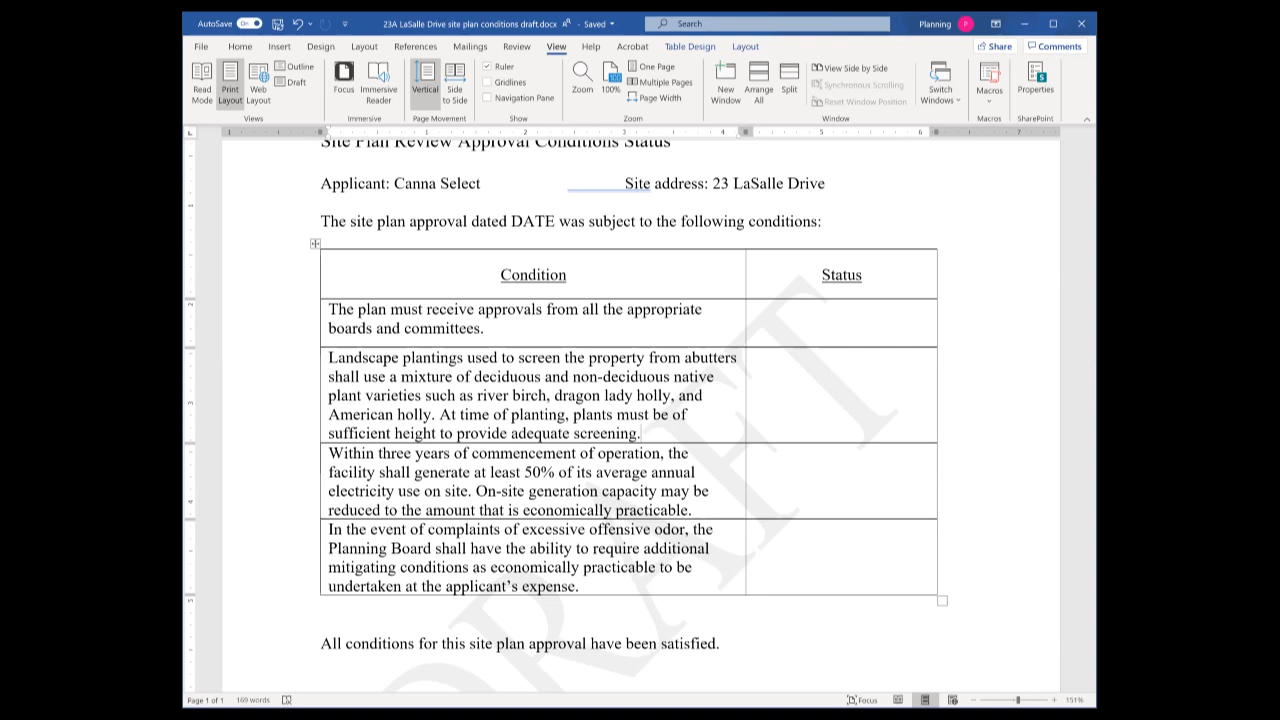 AutoSave On 23A LaSalle Drive site plan conditions draft.docx - Saved Search Planning P
File Home Insert Design Layout References Mailings Review View Help Acrobat Table Design Layout Share Comments
Read Mode Print Layout Web Layout Outline Draft Focus Immersive Reader Vertical Side to Side Ruler Gridlines Navigation Pane Zoom 100% One Page Multiple Pages Page Width New Window Arrange All Split View Side by Side Synchronous Scrolling Reset Window Position Switch Windows Macros Properties
Views Immersive Page Movement Show Zoom Window Macros SharePoint
Site Plan Review Approval Conditions Status
Applicant: Canna Select Site address: 23 LaSalle Drive
The site plan approval dated DATE was subject to the following conditions:
Condition Status
The plan must receive approvals from all the appropriate
boards and committees.
Landscape plantings used to screen the property from abutters
shall use a mixture of deciduous and non-deciduous native
plant varieties such as river birch, dragon lady holly, and
American holly. At time of planting, plants must be of
sufficient height to provide adequate screening.
Within three years of commencement of operation, the
facility shall generate at least 50% of its average annual
electricity use on site. On-site generation capacity may be
reduced to the amount that is economically practicable.
In the event of complaints of excessive offensive odor, the
Planning Board shall have the ability to require additional
mitigating conditions as economically practicable to be
undertaken at the applicant's expense.
All conditions for this site plan approval have been satisfied.
DRAFT
Page 1 of 1 169 words Focus 151%